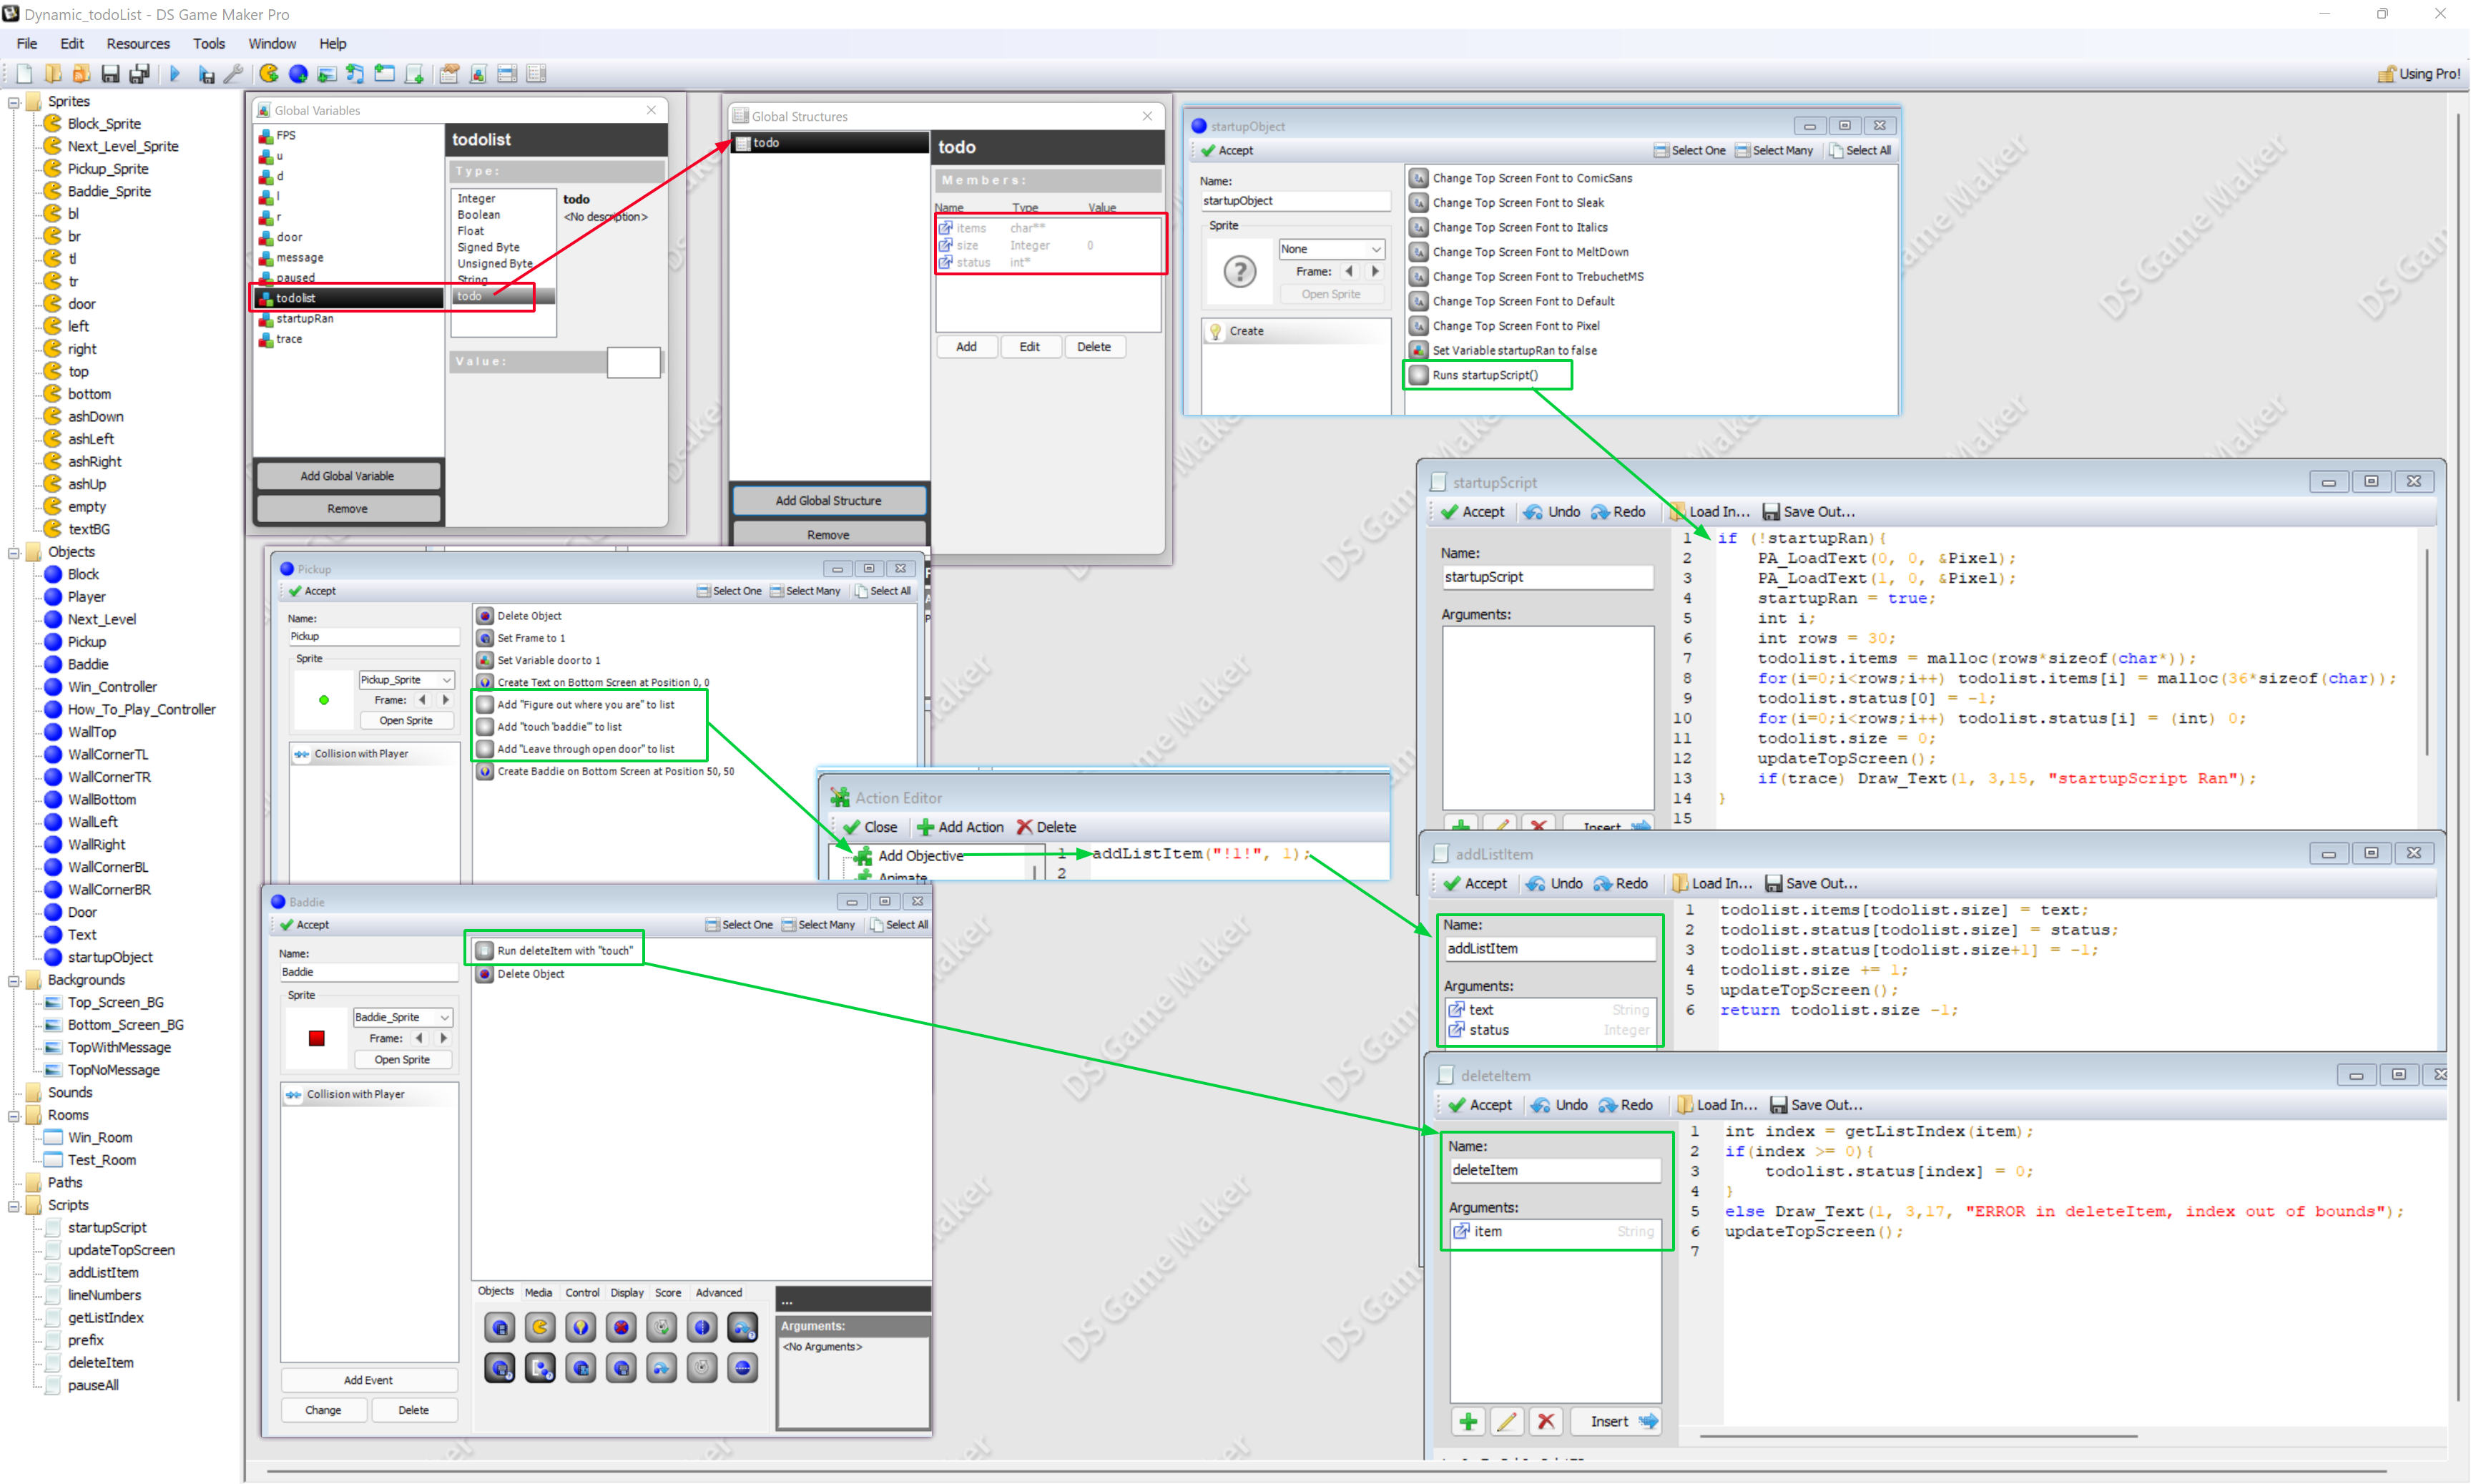 Dynamic_todoList - DS Game Maker Pro
File Edit Resources Tools Window Help
Using Pro!
Sprites
Block_Sprite
Next_Level_Sprite
Pickup_Sprite
Baddie_Sprite
bl
br
tl
tr
door
left
right
top
bottom
ashDown
ashLeft
ashRight
ashUp
empty
textBG
Objects
Block
Player
Next_Level
Pickup
Baddie
Win_Controller
How_To_Play_Controller
WallTop
WallCornerTL
WallCornerTR
WallBottom
WallLeft
WallRight
WallCornerBL
WallCornerBR
Door
Text
startupObject
Backgrounds
Top_Screen_BG
Bottom_Screen_BG
TopWithMessage
TopNoMessage
Sounds
Rooms
Win_Room
Test_Room
Paths
Scripts
startupScript
updateTopScreen
addListItem
lineNumbers
getListIndex
prefix
deleteItem
pauseAll
Global Variables
FPS
u
d
l
r
door
message
paused
todolist
startupRan
trace
Add Global Variable
Remove
todolist
Type:
Integer
Boolean
Float
Signed Byte
Unsigned Byte
String
todo
todo
<No description>
Value:
Global Structures
todo
Add Global Structure
Remove
todo
Members:
Name Type Value
items char**
size Integer 0
status int*
Add Edit Delete
startupObject
Accept Select One Select Many Select All
Name:
startupObject
Sprite
None
Frame:
Open Sprite
Create
Change Top Screen Font to ComicSans
Change Top Screen Font to Sleak
Change Top Screen Font to Italics
Change Top Screen Font to MeltDown
Change Top Screen Font to TrebuchetMS
Change Top Screen Font to Default
Change Top Screen Font to Pixel
Set Variable startupRan to false
Runs startupScript()
startupScript
Accept Undo Redo Load In... Save Out...
Name:
startupScript
Arguments:
Insert
1 if (!startupRan){
2 PA_LoadText(0, 0, &Pixel);
3 PA_LoadText(1, 0, &Pixel);
4 startupRan = true;
5 int i;
6 int rows = 30;
7 todolist.items = malloc(rows*sizeof(char*));
8 for(i=0;i<rows;i++) todolist.items[i] = malloc(36*sizeof(char));
9 todolist.status[0] = -1;
10 for(i=0;i<rows;i++) todolist.status[i] = (int) 0;
11 todolist.size = 0;
12 updateTopScreen();
13 if(trace) Draw_Text(1, 3,15, "startupScript Ran");
14 }
15
Pickup
Accept Select One Select Many Select All
Name:
Pickup
Sprite
Pickup_Sprite
Frame:
Open Sprite
Collision with Player
Delete Object
Set Frame to 1
Set Variable door to 1
Create Text on Bottom Screen at Position 0, 0
Add "Figure out where you are" to list
Add "touch 'baddie'" to list
Add "Leave through open door" to list
Create Baddie on Bottom Screen at Position 50, 50
Action Editor
Close Add Action Delete
Add Objective
Animate
1 addListItem("!1!", 1);
2
addListItem
Accept Undo Redo Load In... Save Out...
Name:
addListItem
Arguments:
text String
status Integer
1 todolist.items[todolist.size] = text;
2 todolist.status[todolist.size] = status;
3 todolist.status[todolist.size+1] = -1;
4 todolist.size += 1;
5 updateTopScreen();
6 return todolist.size -1;
Baddie
Accept Select One Select Many Select All
Name:
Baddie
Sprite
Baddie_Sprite
Frame:
Open Sprite
Collision with Player
Run deleteItem with "touch"
Delete Object
Add Event
Change Delete
Objects Media Control Display Score Advanced
...
Arguments:
<No Arguments>
deleteItem
Accept Undo Redo Load In... Save Out...
Name:
deleteItem
Arguments:
item String
Insert
1 int index = getListIndex(item);
2 if(index >= 0){
3 todolist.status[index] = 0;
4 }
5 else Draw_Text(1, 3,17, "ERROR in deleteItem, index out of bounds");
6 updateTopScreen();
7
DS Game Maker
DS Game Maker
DS Game Maker
DS Game Maker